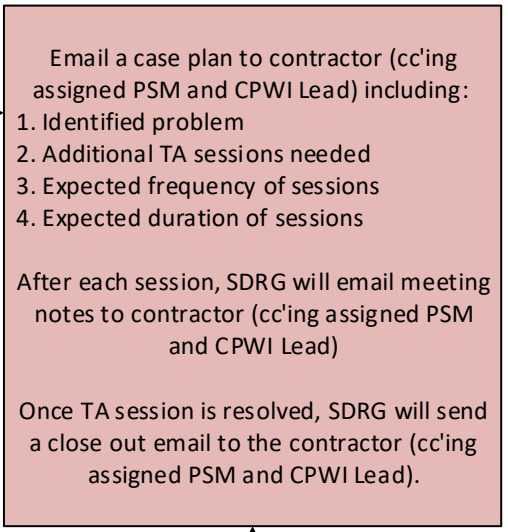 Email a case plan to contractor (cc'ing
assigned PSM and CPWI Lead) including:
1. Identified problem
2. Additional TA sessions needed
3. Expected frequency of sessions
4. Expected duration of sessions
After each session, SDRG will email meeting
notes to contractor (cc'ing assigned PSM
and CPWI Lead)
Once TA session is resolved, SDRG will send
a close out email to the contractor (cc'ing
assigned PSM and CPWI Lead).